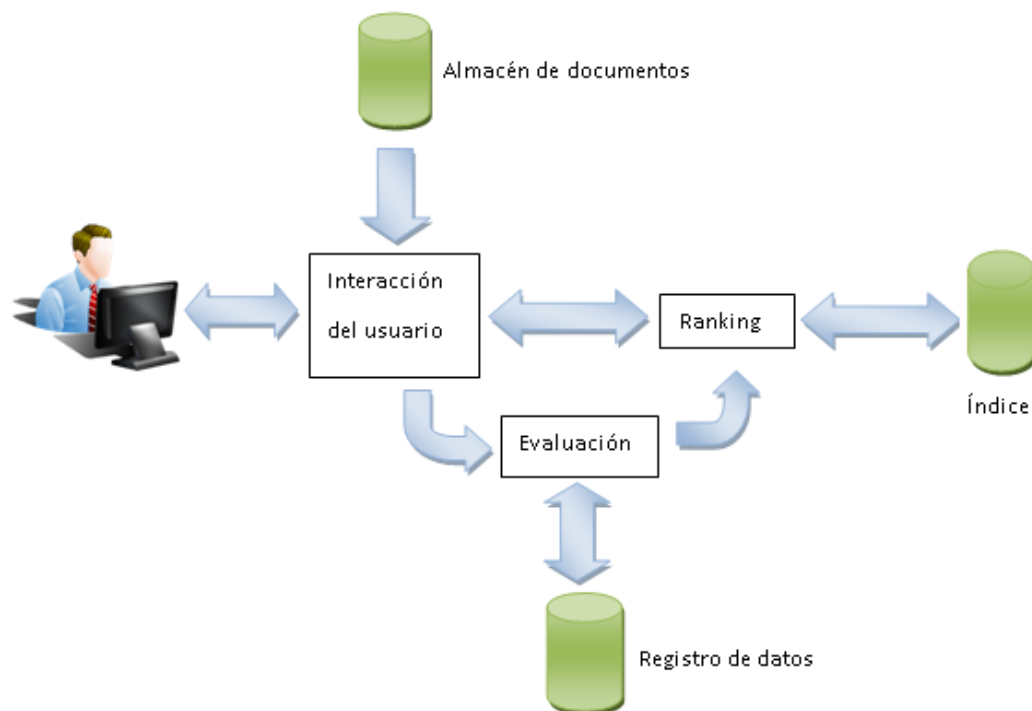 Almacén de documentos
Interacción
del usuario
Ranking
Índice
Evaluación
Registro de datos